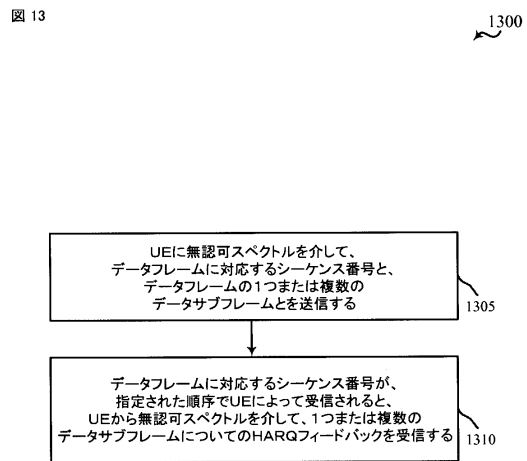 図 13
1300
UEに無認可スペクトルを介して、
データフレームに対応するシーケンス番号と、
データフレームの1つまたは複数の
データサブフレームとを送信する
1305
データフレームに対応するシーケンス番号が、
指定された順序でUEによって受信されると、
UEから無認可スペクトルを介して、1つまたは複数の
データサブフレームについてのHARQフィードバックを受信する
1310